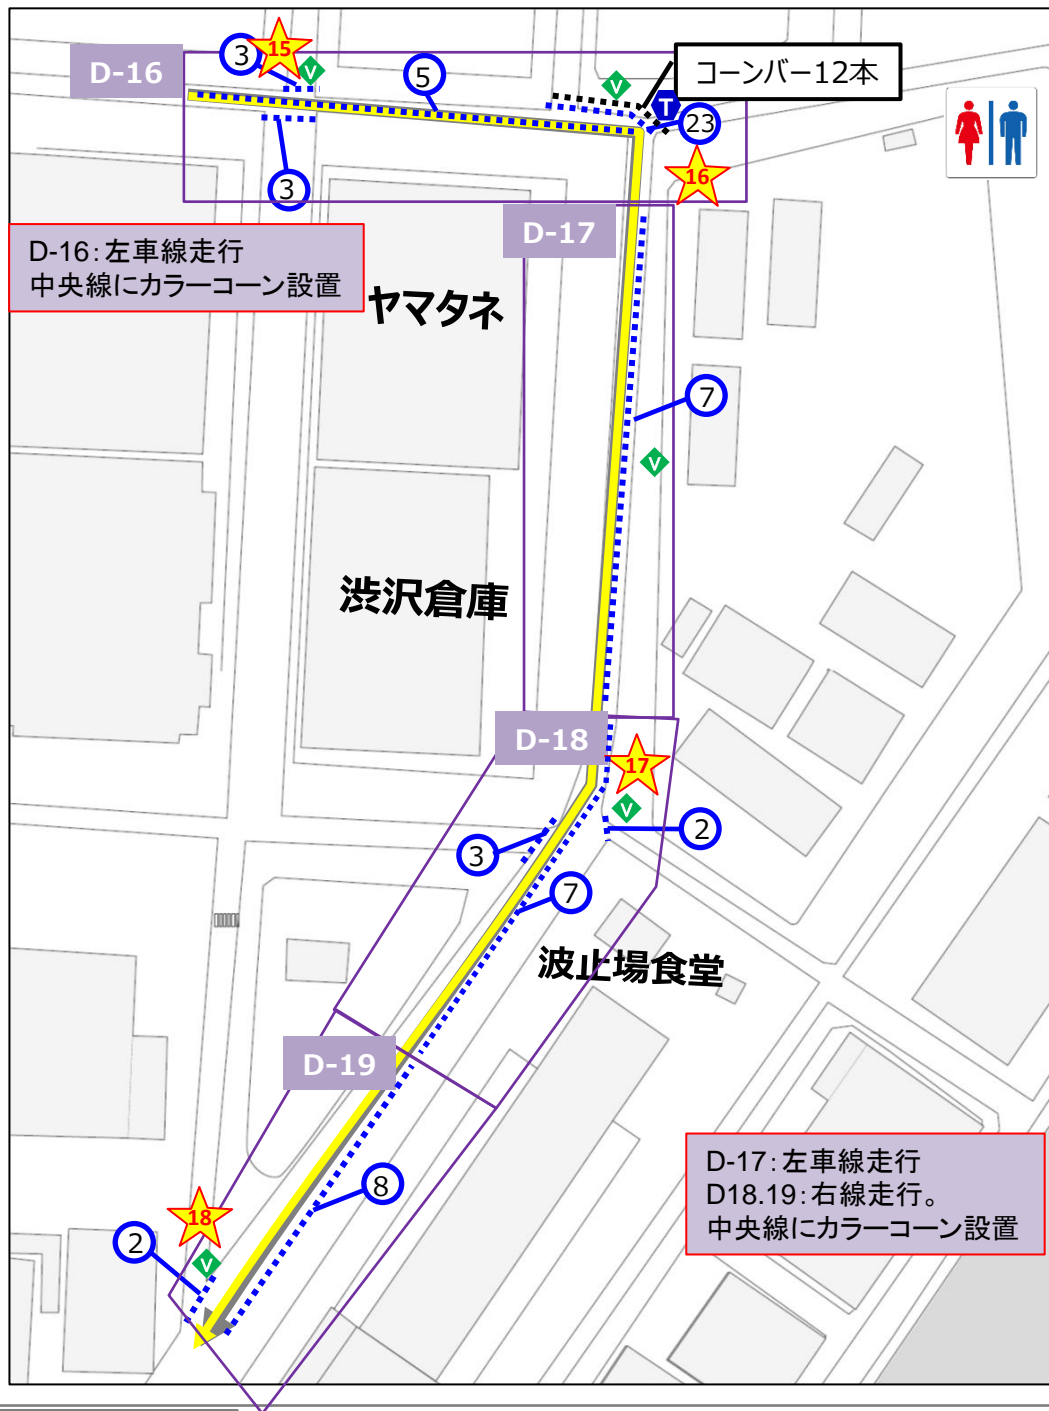 15
3
D-16
V
5
コーンバー12本
V
T
23
3
16
D-17
D-16：左車線走行
中央線にカラーコーン設置
ヤマタネ
7
V
渋沢倉庫
D-18
17
V
2
3
7
波止場食堂
D-19
D-17：左車線走行
D18.19：右線走行。
中央線にカラーコーン設置
8
18
2
V